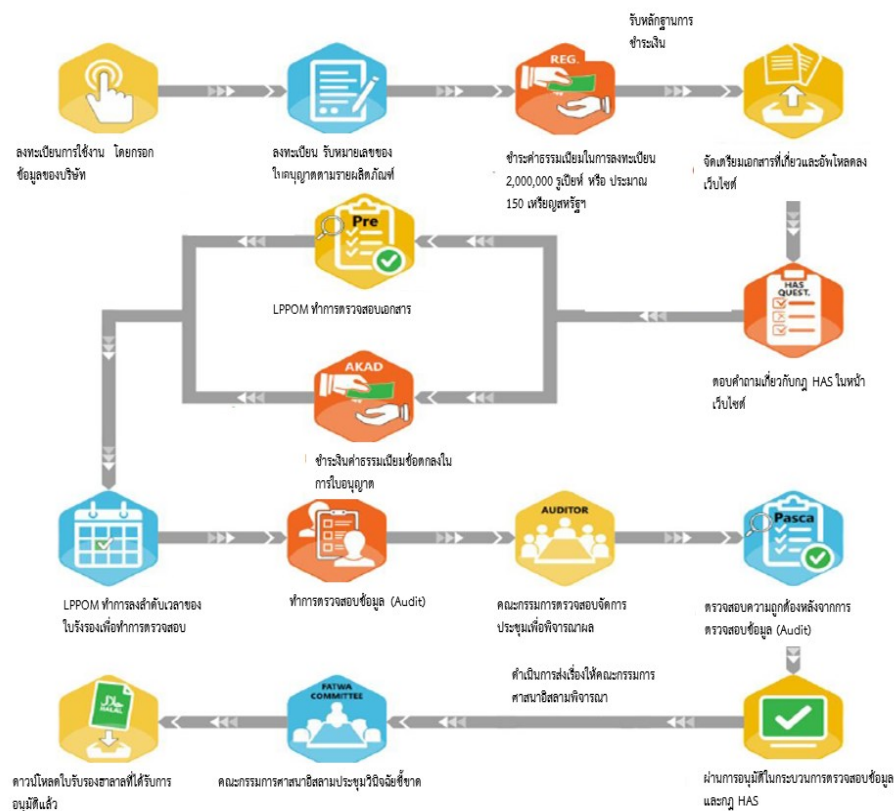 รับหลักฐานการ
ชำระเงิน
REG.
ลงทะเบียนการใช้งาน โดยกรอก
ข้อมูลของบริษัท
ลงทะเบียน รับหมายเลขของ
ใบอนุญาตตามรายผลิตภัณฑ์
ชำระค่าธรรมเนียมในการลงทะเบียน
2,000,000 รูเปียห์ หรือ ประมาณ
150 เหรียญสหรัฐฯ
จัดเตรียมเอกสารที่เกี่ยวและอัพโหลดลง
เว็บไซต์
Pre
LPPOM ทำการตรวจสอบเอกสาร
HAS
QUEST.
ตอบคำถามเกี่ยวกับกฎ HAS ในหน้า
เว็บไซต์
AKAD
ชำระงินค่าธรรมเนียมข้อตกลงใน
การใบอนุญาต
LPPOM ทำการลงลำดับเวลาของ
ใบรังรองเพื่อทำการตรวจสอบ
ทำการตรวจสอบข้อมูล (Audit)
AUDITOR
คณะกรรมการตรวจสอบจัดการ
ประชุมเพื่อพิจารณาผล
Pasca
ตรวจสอบความถูกต้องหลังจากการ
ตรวจสอบข้อมูล (Audit)
ดำเนินการส่งเรื่องให้คณะกรรมการ
ศาสนาอิสลามพิจารณา
ผ่านการอนุมัติในกระบวนการตรวจสอบข้อมูล
และกฎ HAS
FATWA
COMMITTEE
คณะกรรมการศาสนาอิสลามประชุมวินิจฉัยชี้ขาด
حلال
HALAL
ดาวน์โหลดใบรับรองฮาลาลที่ได้รับการ
อนุมัติแล้ว